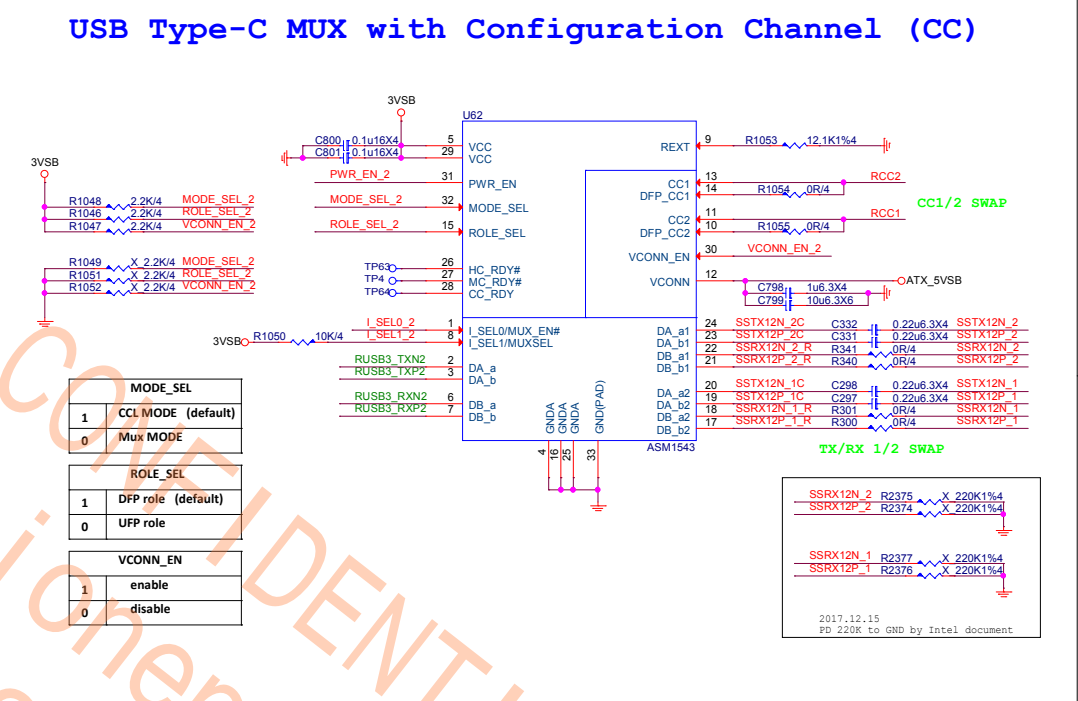 USB Type-C MUX with Configuration Channel (CC)
3VSB
U62
C800 0.1u16X4 5 VCC
C801 0.1u16X4 29 VCC
PWR_EN_2 31 PWR_EN
MODE_SEL_2 32 MODE_SEL
ROLE_SEL_2 15 ROLE_SEL
TP63 26 HC_RDY#
TP4 27 MC_RDY#
TP64 28 CC_RDY
I_SEL0_2 1 I_SEL0/MUX_EN#
3VSB R1050 10K/4 I_SEL1_2 8 I_SEL1/MUXSEL
RUSB3_TXN2 2 DA_a
RUSB3_TXP2 3 DA_b
RUSB3_RXN2 6 DB_a
RUSB3_RXP2 7 DB_b
3VSB
R1048 2.2K/4 MODE_SEL_2
R1046 2.2K/4 ROLE_SEL_2
R1047 2.2K/4 VCONN_EN_2
R1049 X_2.2K/4 MODE_SEL_2
R1051 X_2.2K/4 ROLE_SEL_2
R1052 X_2.2K/4 VCONN_EN_2
REXT 9 R1053 12.1K1%4
CC1 13 RCC2
DFP_CC1 14 R1054 0R/4
CC2 11 RCC1
DFP_CC2 10 R1055 0R/4
CC1/2 SWAP
VCONN_EN 30 VCONN_EN_2
VCONN 12 ATX_5VSB
C798 1u6.3X4
C799 10u6.3X6
DA_a1 24 SSTX12N_2C C332 0.22u6.3X4 SSTX12N_2
DA_b1 23 SSTX12P_2C C331 0.22u6.3X4 SSTX12P_2
DB_a1 22 SSRX12N_2_R R341 0R/4 SSRX12N_2
DB_b1 21 SSRX12P_2_R R340 0R/4 SSRX12P_2
DA_a2 20 SSTX12N_1C C298 0.22u6.3X4 SSTX12N_1
DA_b2 19 SSTX12P_1C C297 0.22u6.3X4 SSTX12P_1
DB_a2 18 SSRX12N_1_R R301 0R/4 SSRX12N_1
DB_b2 17 SSRX12P_1_R R300 0R/4 SSRX12P_1
TX/RX 1/2 SWAP
GNDA GNDA GNDA GND(PAD)
4 16 25 33
ASM1543
MODE_SEL
1 CCL MODE (default)
0 Mux MODE
ROLE_SEL
1 DFP role (default)
0 UFP role
VCONN_EN
1 enable
0 disable
SSRX12N_2 R2375 X_220K1%4
SSRX12P_2 R2374 X_220K1%4
SSRX12N_1 R2377 X_220K1%4
SSRX12P_1 R2376 X_220K1%4
2017.12.15
PD 220K to GND by Intel document